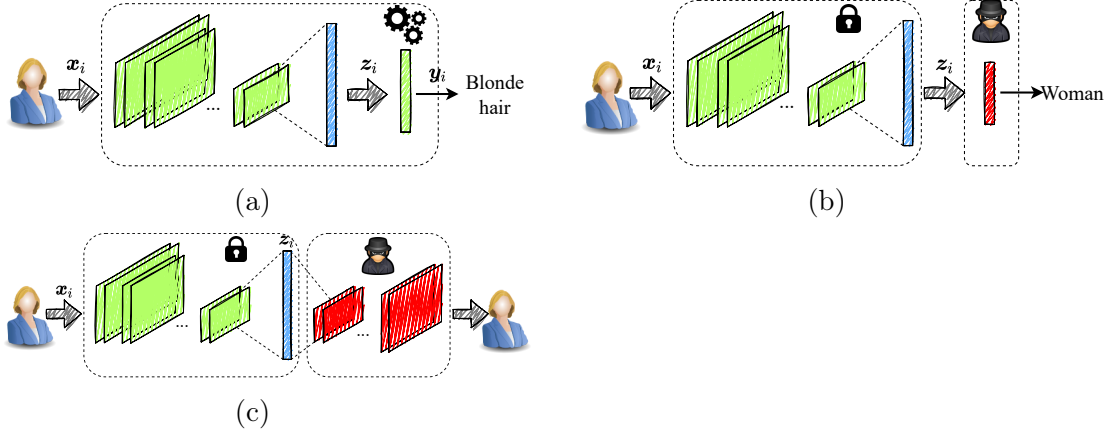 x_i
...
z_i
y_i
Blonde
hair
(a)
x_i
...
z_i
Woman
(b)
x_i
...
z_i
...
(c)